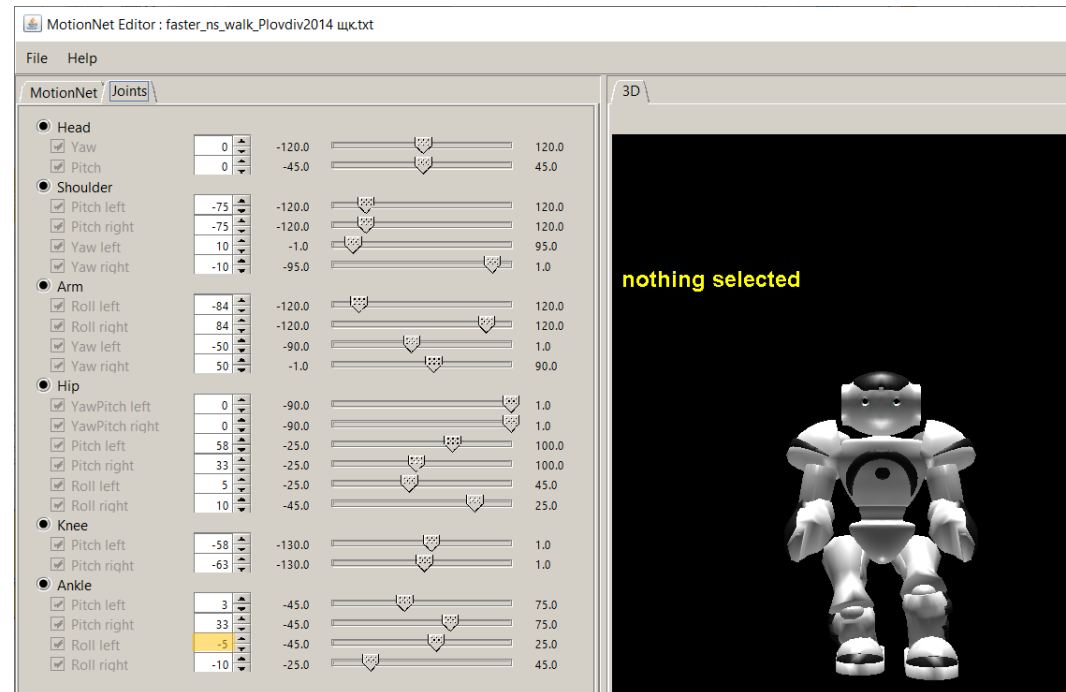 MotionNet Editor : faster_ns_walk_Plovdiv2014 щк.txt
File Help
MotionNet Joints
3D
Head
Yaw 0 -120.0 120.0
Pitch 0 -45.0 45.0
Shoulder
Pitch left -75 -120.0 120.0
Pitch right -75 -120.0 120.0
Yaw left 10 -1.0 95.0
Yaw right -10 -95.0 1.0
nothing selected
Arm
Roll left -84 -120.0 120.0
Roll right 84 -120.0 120.0
Yaw left -50 -90.0 1.0
Yaw right 50 -1.0 90.0
Hip
YawPitch left 0 -90.0 1.0
YawPitch right 0 -90.0 1.0
Pitch left 58 -25.0 100.0
Pitch right 33 -25.0 100.0
Roll left 5 -25.0 45.0
Roll right 10 -45.0 25.0
Knee
Pitch left -58 -130.0 1.0
Pitch right -63 -130.0 1.0
Ankle
Pitch left 3 -45.0 75.0
Pitch right 33 -45.0 75.0
Roll left -5 -45.0 25.0
Roll right -10 -25.0 45.0